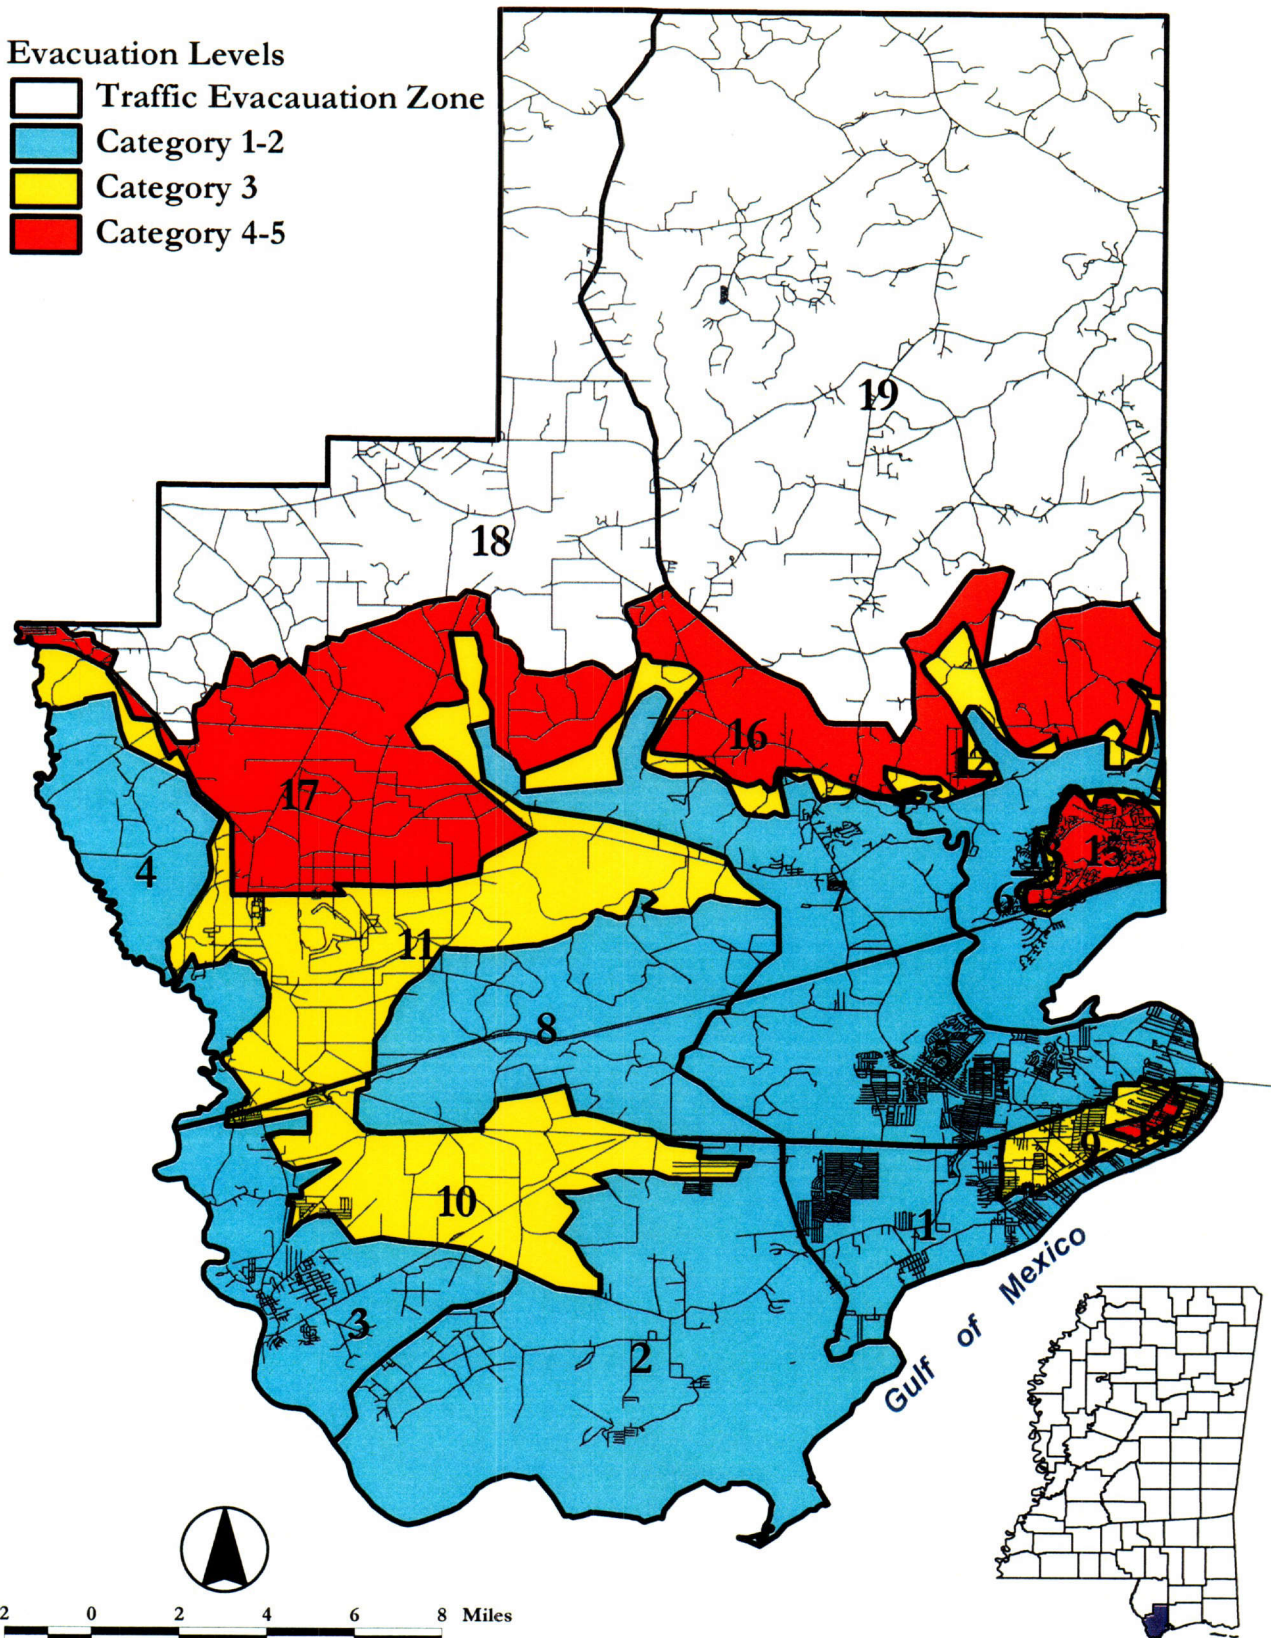 Evacuation Levels
Traffic Evacauation Zone
Category 1-2
Category 3
Category 4-5
19
18
16
12
17
15
4
7
6
11
8
5
9
10
1
3
2
Gulf of Mexico
2 0 2 4 6 8 Miles